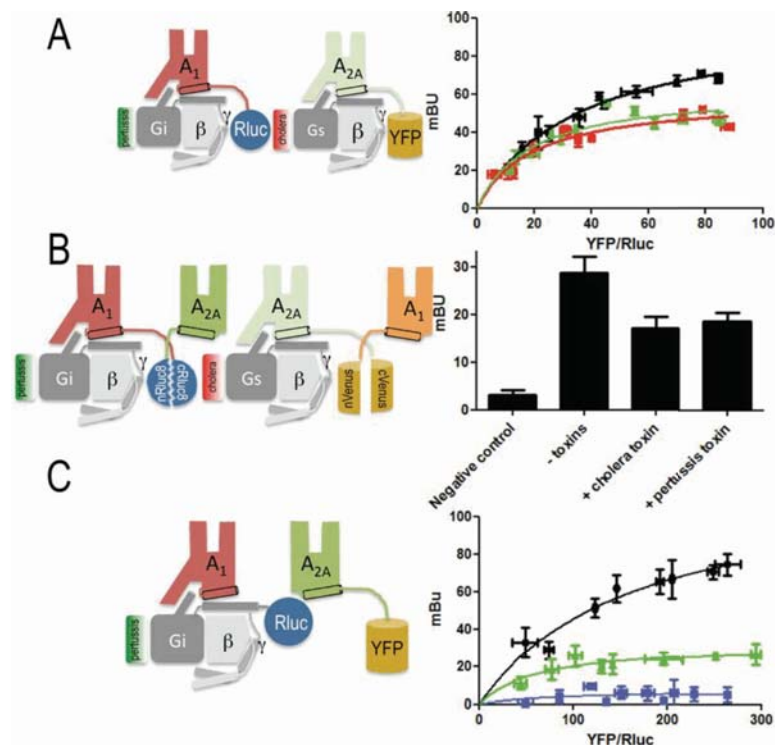 A
A1
A2A
pertussis
Gi
β
γ
Rluc
cholera
Gs
β
γ
YFP
mBU
100
80
60
40
20
0
0 20 40 60 80 100
YFP/Rluc
B
A1
A2A
A2A
A1
pertussis
Gi
β
γ
nRluc8
cRluc8
cholera
Gs
β
γ
nVenus
cVenus
mBU
30
20
10
0
Negative control
- toxins
+ cholera toxin
+ pertussis toxin
C
A1
A2A
pertussis
Gi
β
γ
Rluc
YFP
mBu
100
80
60
40
20
0
0 100 200 300
YFP/Rluc